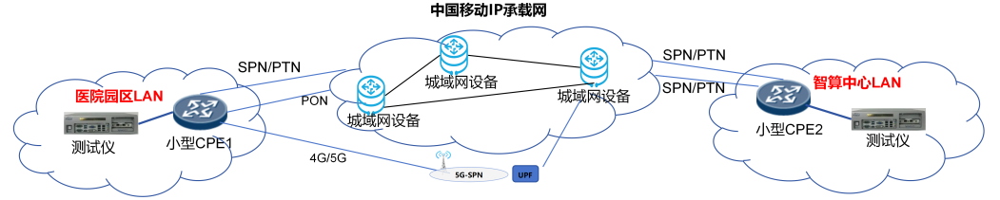 中国移动IP承载网
SPN/PTN
SPN/PTN
城域网设备
医院园区LAN
智算中心LAN
SPN/PTN
城域网设备
PON
城域网设备
小型CPE2
测试仪
小型CPE1
测试仪
4G/5G
5G-SPN
UPF